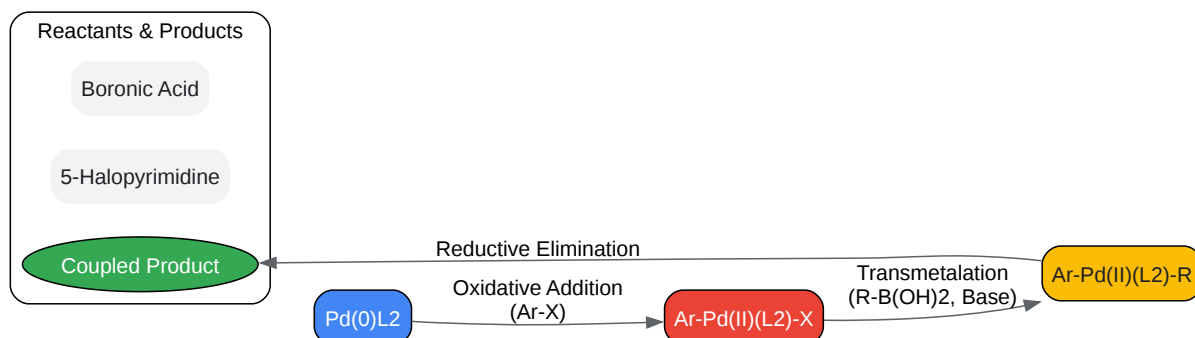 Reactants & Products
Boronic Acid
5-Halopyrimidine
Coupled Product
Reductive Elimination
Pd(0)L2
Oxidative Addition
(Ar-X)
Ar-Pd(II)(L2)-X
Transmetalation
(R-B(OH)2, Base)
Ar-Pd(II)(L2)-R